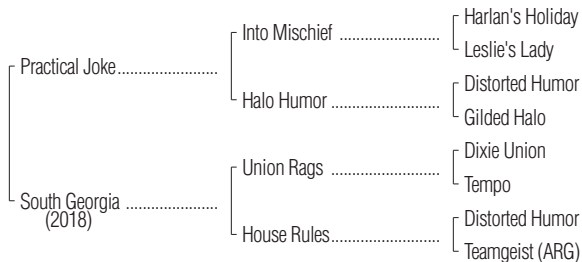 Harlan's Holiday
Into Mischief
Leslie's Lady
Practical Joke
Distorted Humor
Halo Humor
Gilded Halo
Dixie Union
Union Rags
Tempo
South Georgia
(2018)
Distorted Humor
House Rules
Teamgeist (ARG)